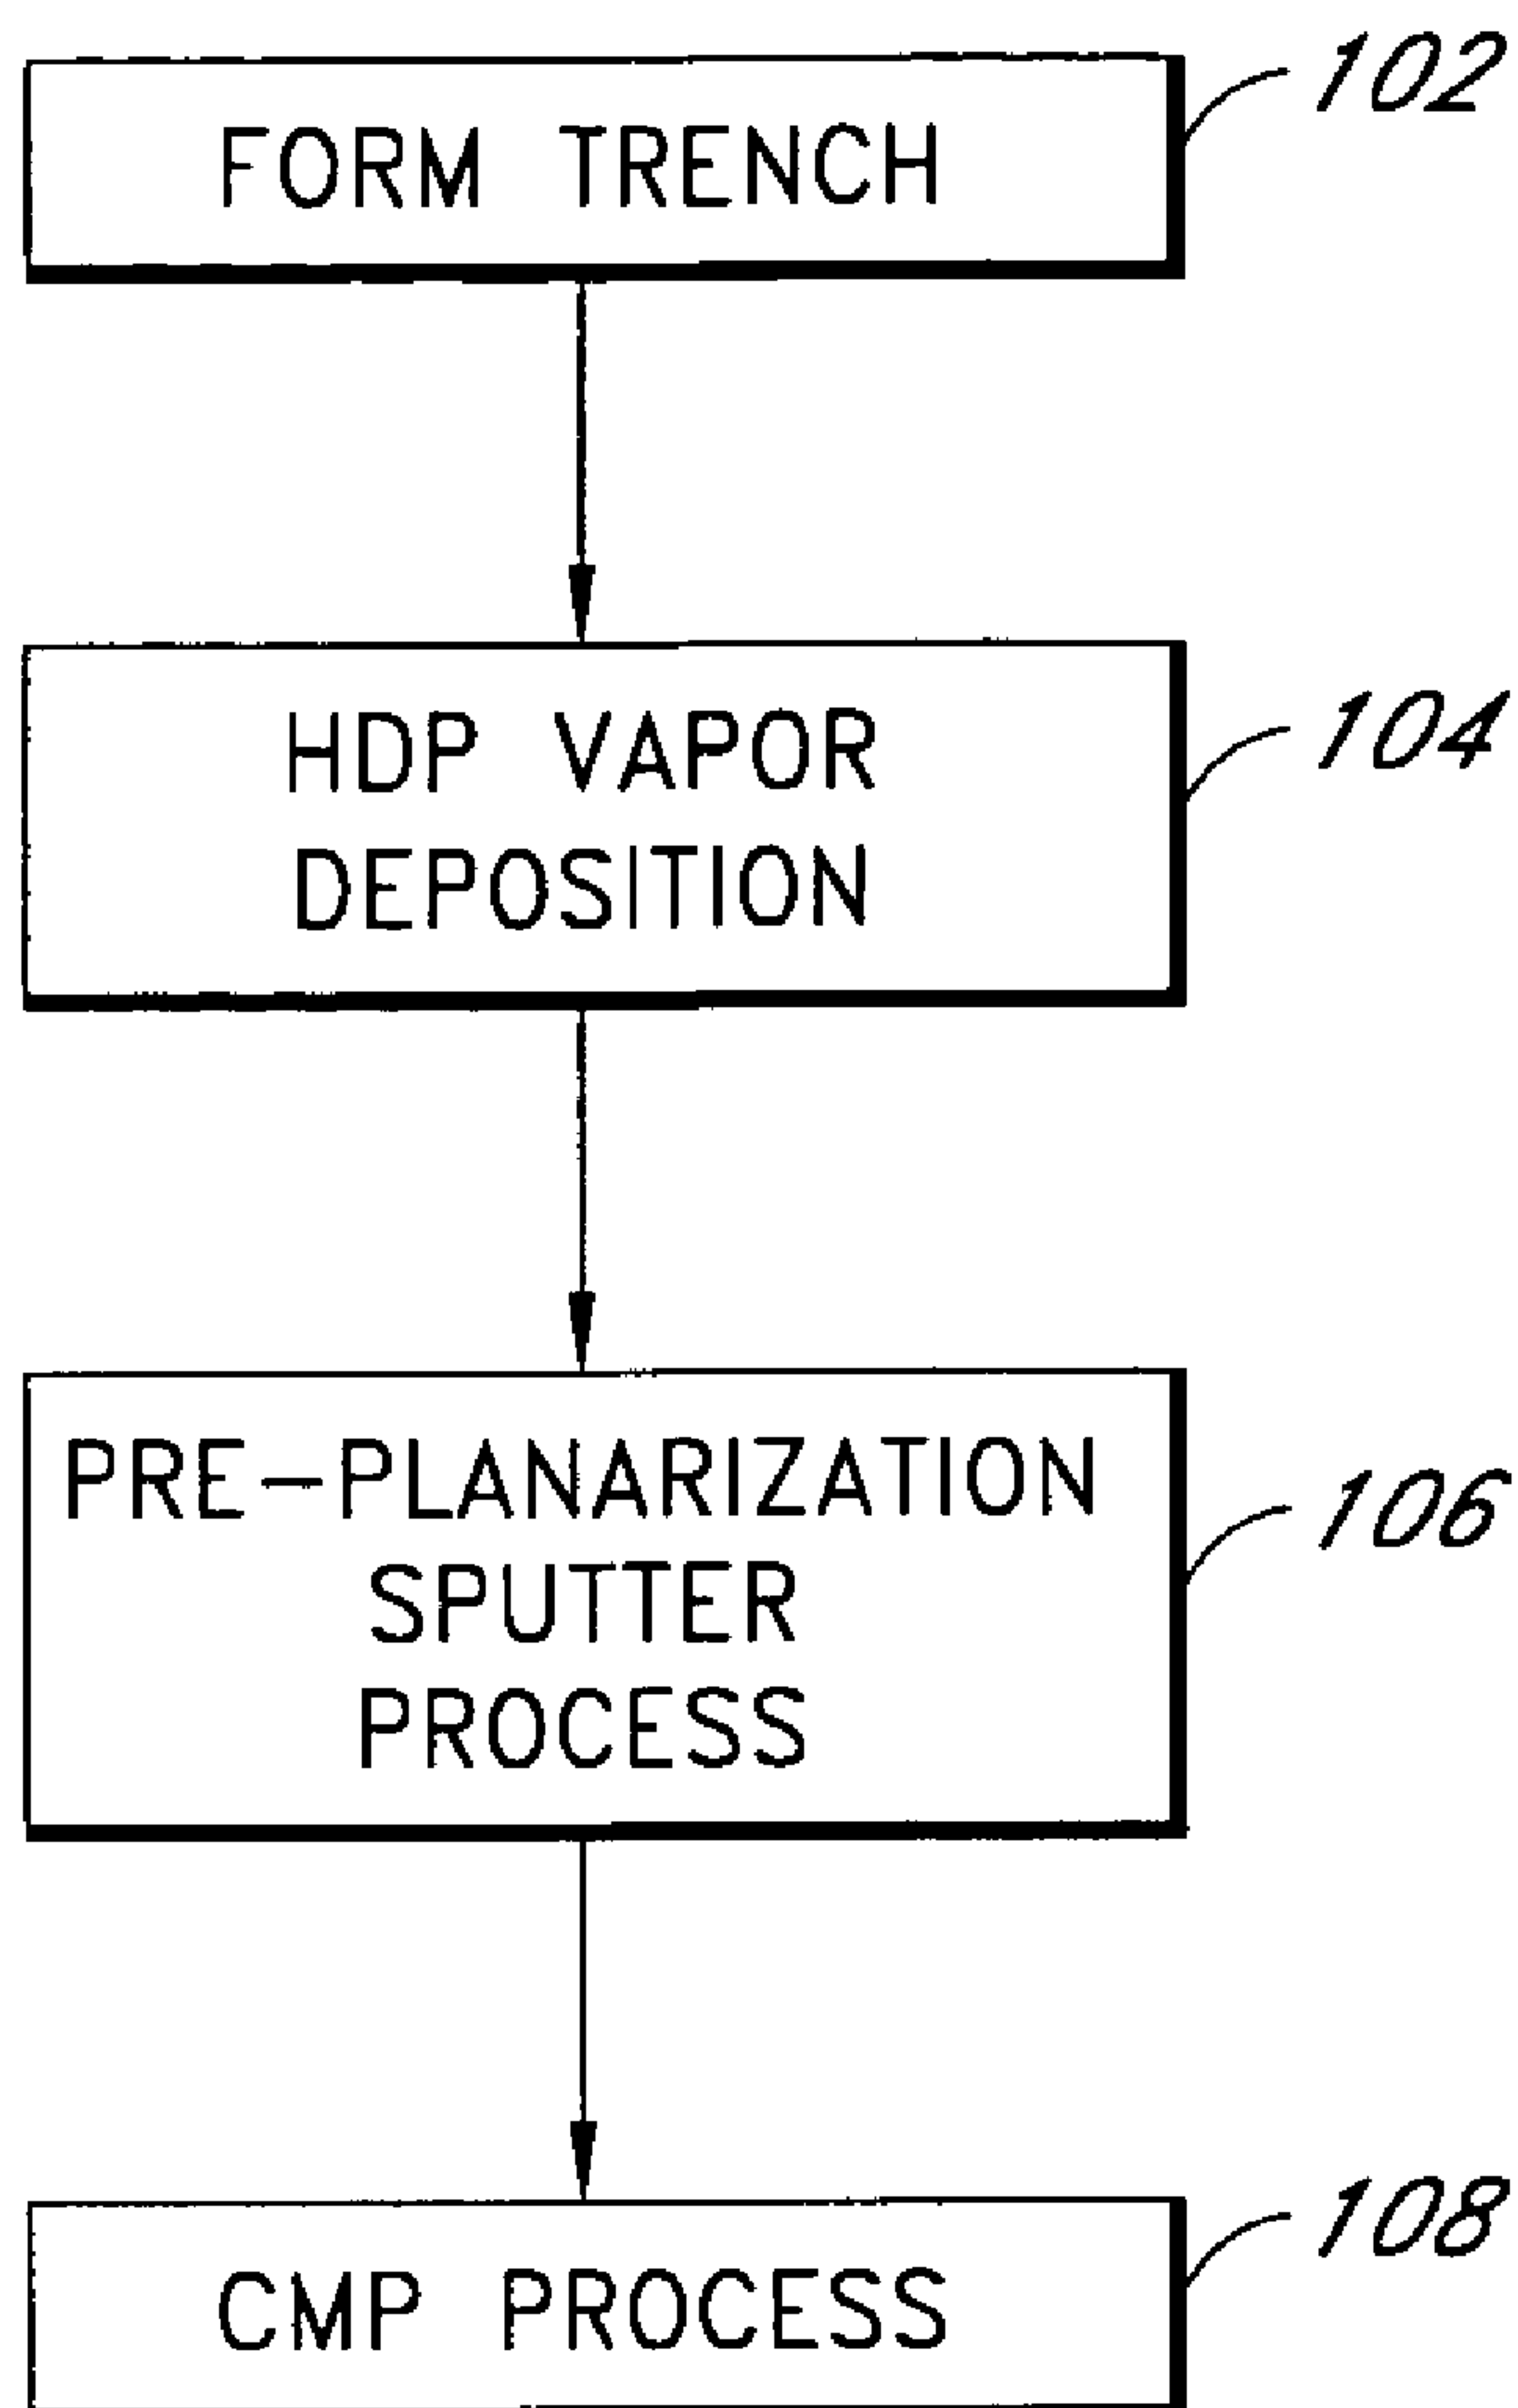 FORM TRENCH
102
HDP VAPOR
DEPOSITION
104
PRE-PLANARIZATION
SPUTTER
PROCESS
106
CMP PROCESS
108